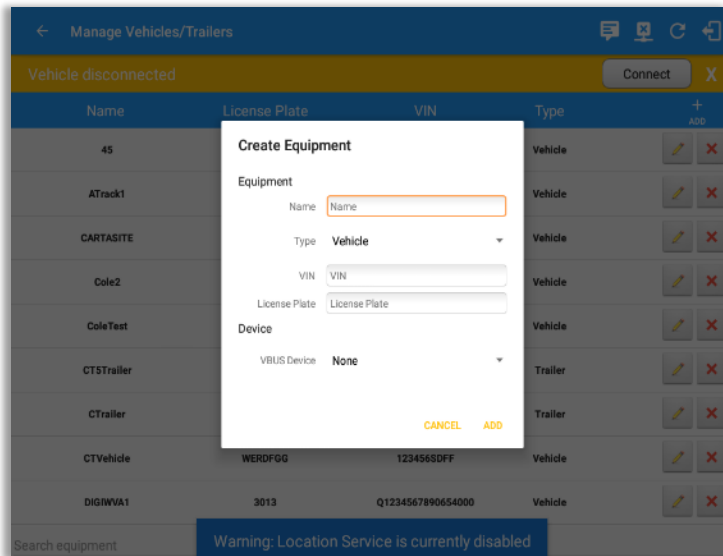 Manage Vehicles/Trailers
Vehicle disconnected Connect X
Name License Plate VIN Type + ADD
45 Vehicle
ATrack1 Vehicle
CARTASITE Vehicle
Cole2 Vehicle
ColeTest Vehicle
CT5Trailer Trailer
CTrailer Trailer
CTVehicle WERDFGG 123456SDFF Vehicle
DIGIWVA1 3013 Q1234567890654000 Vehicle
Search equipment
Create Equipment
Equipment
Name Name
Type Vehicle
VIN VIN
License Plate License Plate
Device
VBUS Device None
CANCEL ADD
Warning: Location Service is currently disabled